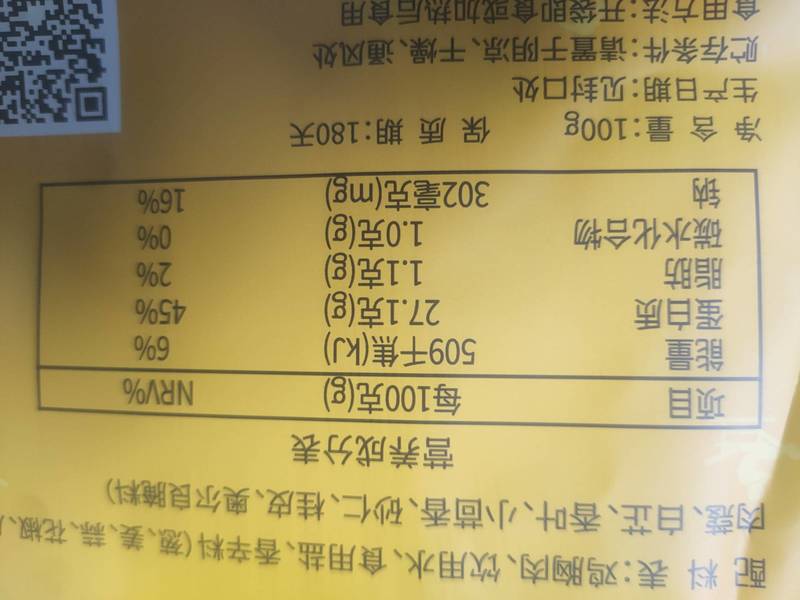 配 料 表：鸡胸肉、饮用水、食用盐、香辛料（葱、姜、蒜、花椒、
肉蔻、白芷、香叶、小茴香、砂仁、桂皮、奥尔良腌料）
营养成分表
项目 每100克(g) NRV%
能量 509千焦(kJ) 6%
蛋白质 27.1克(g) 45%
脂肪 1.1克(g) 2%
碳水化合物 1.0克(g) 0%
钠 302毫克(mg) 16%
净 含 量：100g 保 质 期：180天
生产日期：见封口处
贮存条件：请置于阴凉、干燥、通风处
食用方法：开袋即食或加热后食用